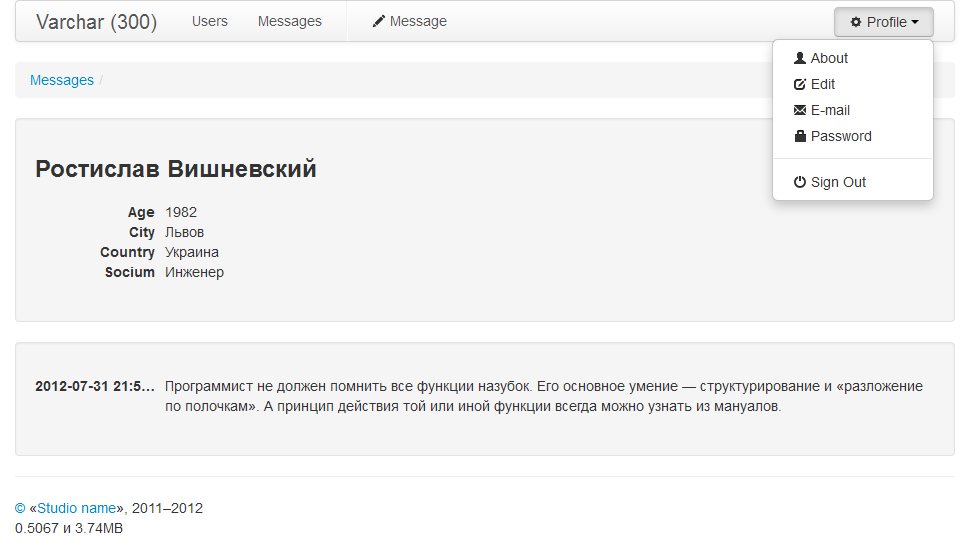 Varchar (300) Users Messages Message Profile
About
Edit
E-mail
Password
Sign Out
Messages /
Ростислав Вишневский
Age 1982
City Львов
Country Украина
Socium Инженер
2012-07-31 21:5… Программист не должен помнить все функции назубок. Его основное умение — структурирование и «разложение
по полочкам». А принцип действия той или иной функции всегда можно узнать из мануалов.
© «Studio name», 2011–2012
0.5067 и 3.74MB